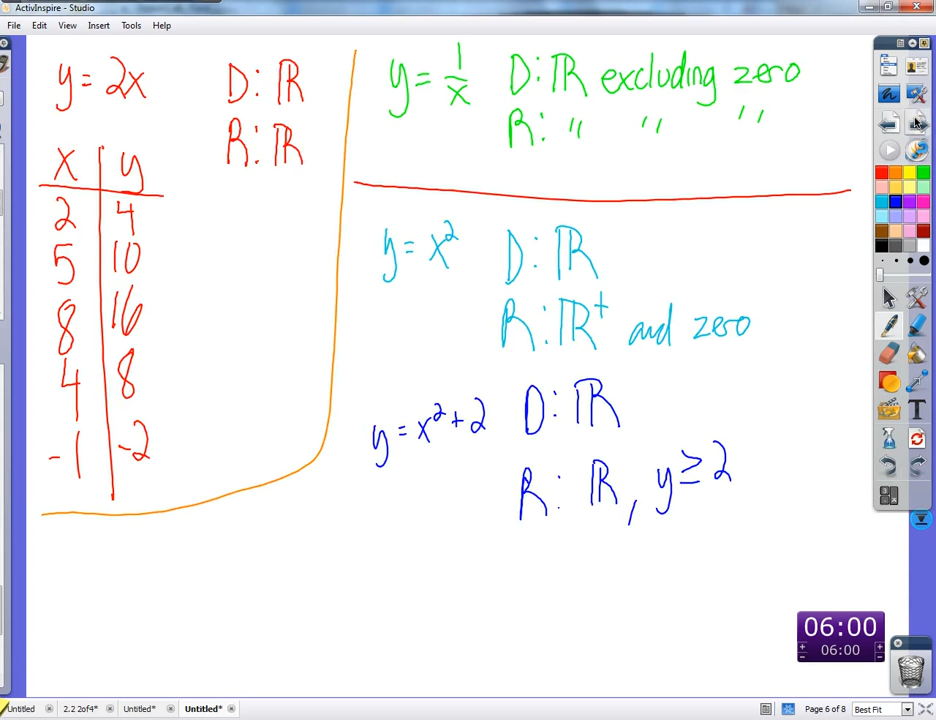 ActivInspire - Studio
File Edit View Insert Tools Help
y = 2x D: ℝ
R: ℝ
x y
2 4
5 10
8 16
4 8
-1 -2
y = 1/x D: ℝ excluding zero
R: " " "
y = x² D: ℝ
R: ℝ⁺ and zero
y = x² + 2 D: ℝ
R: ℝ, y ≥ 2
06:00
06:00
Untitled 2.2 2of4* Untitled* Untitled* Page 6 of 8 Best Fit